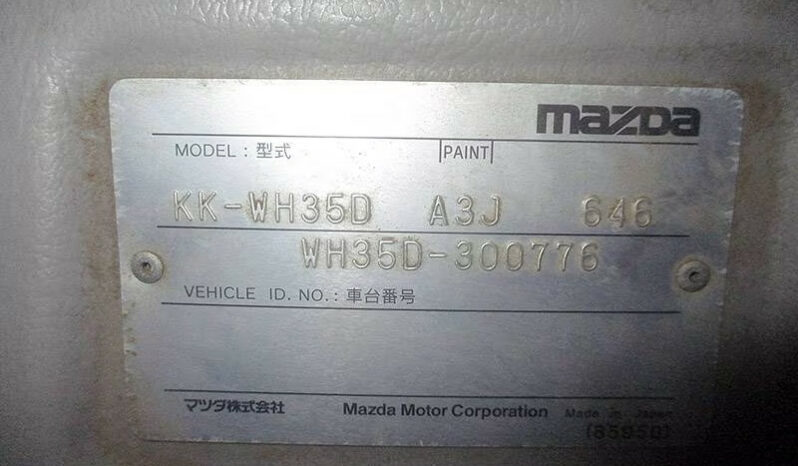 mazda
MODEL : 型式 PAINT
KK-WH35D A3J 646
WH35D-300776
VEHICLE ID. NO. : 車台番号
マツダ株式会社 Mazda Motor Corporation Made in Japan